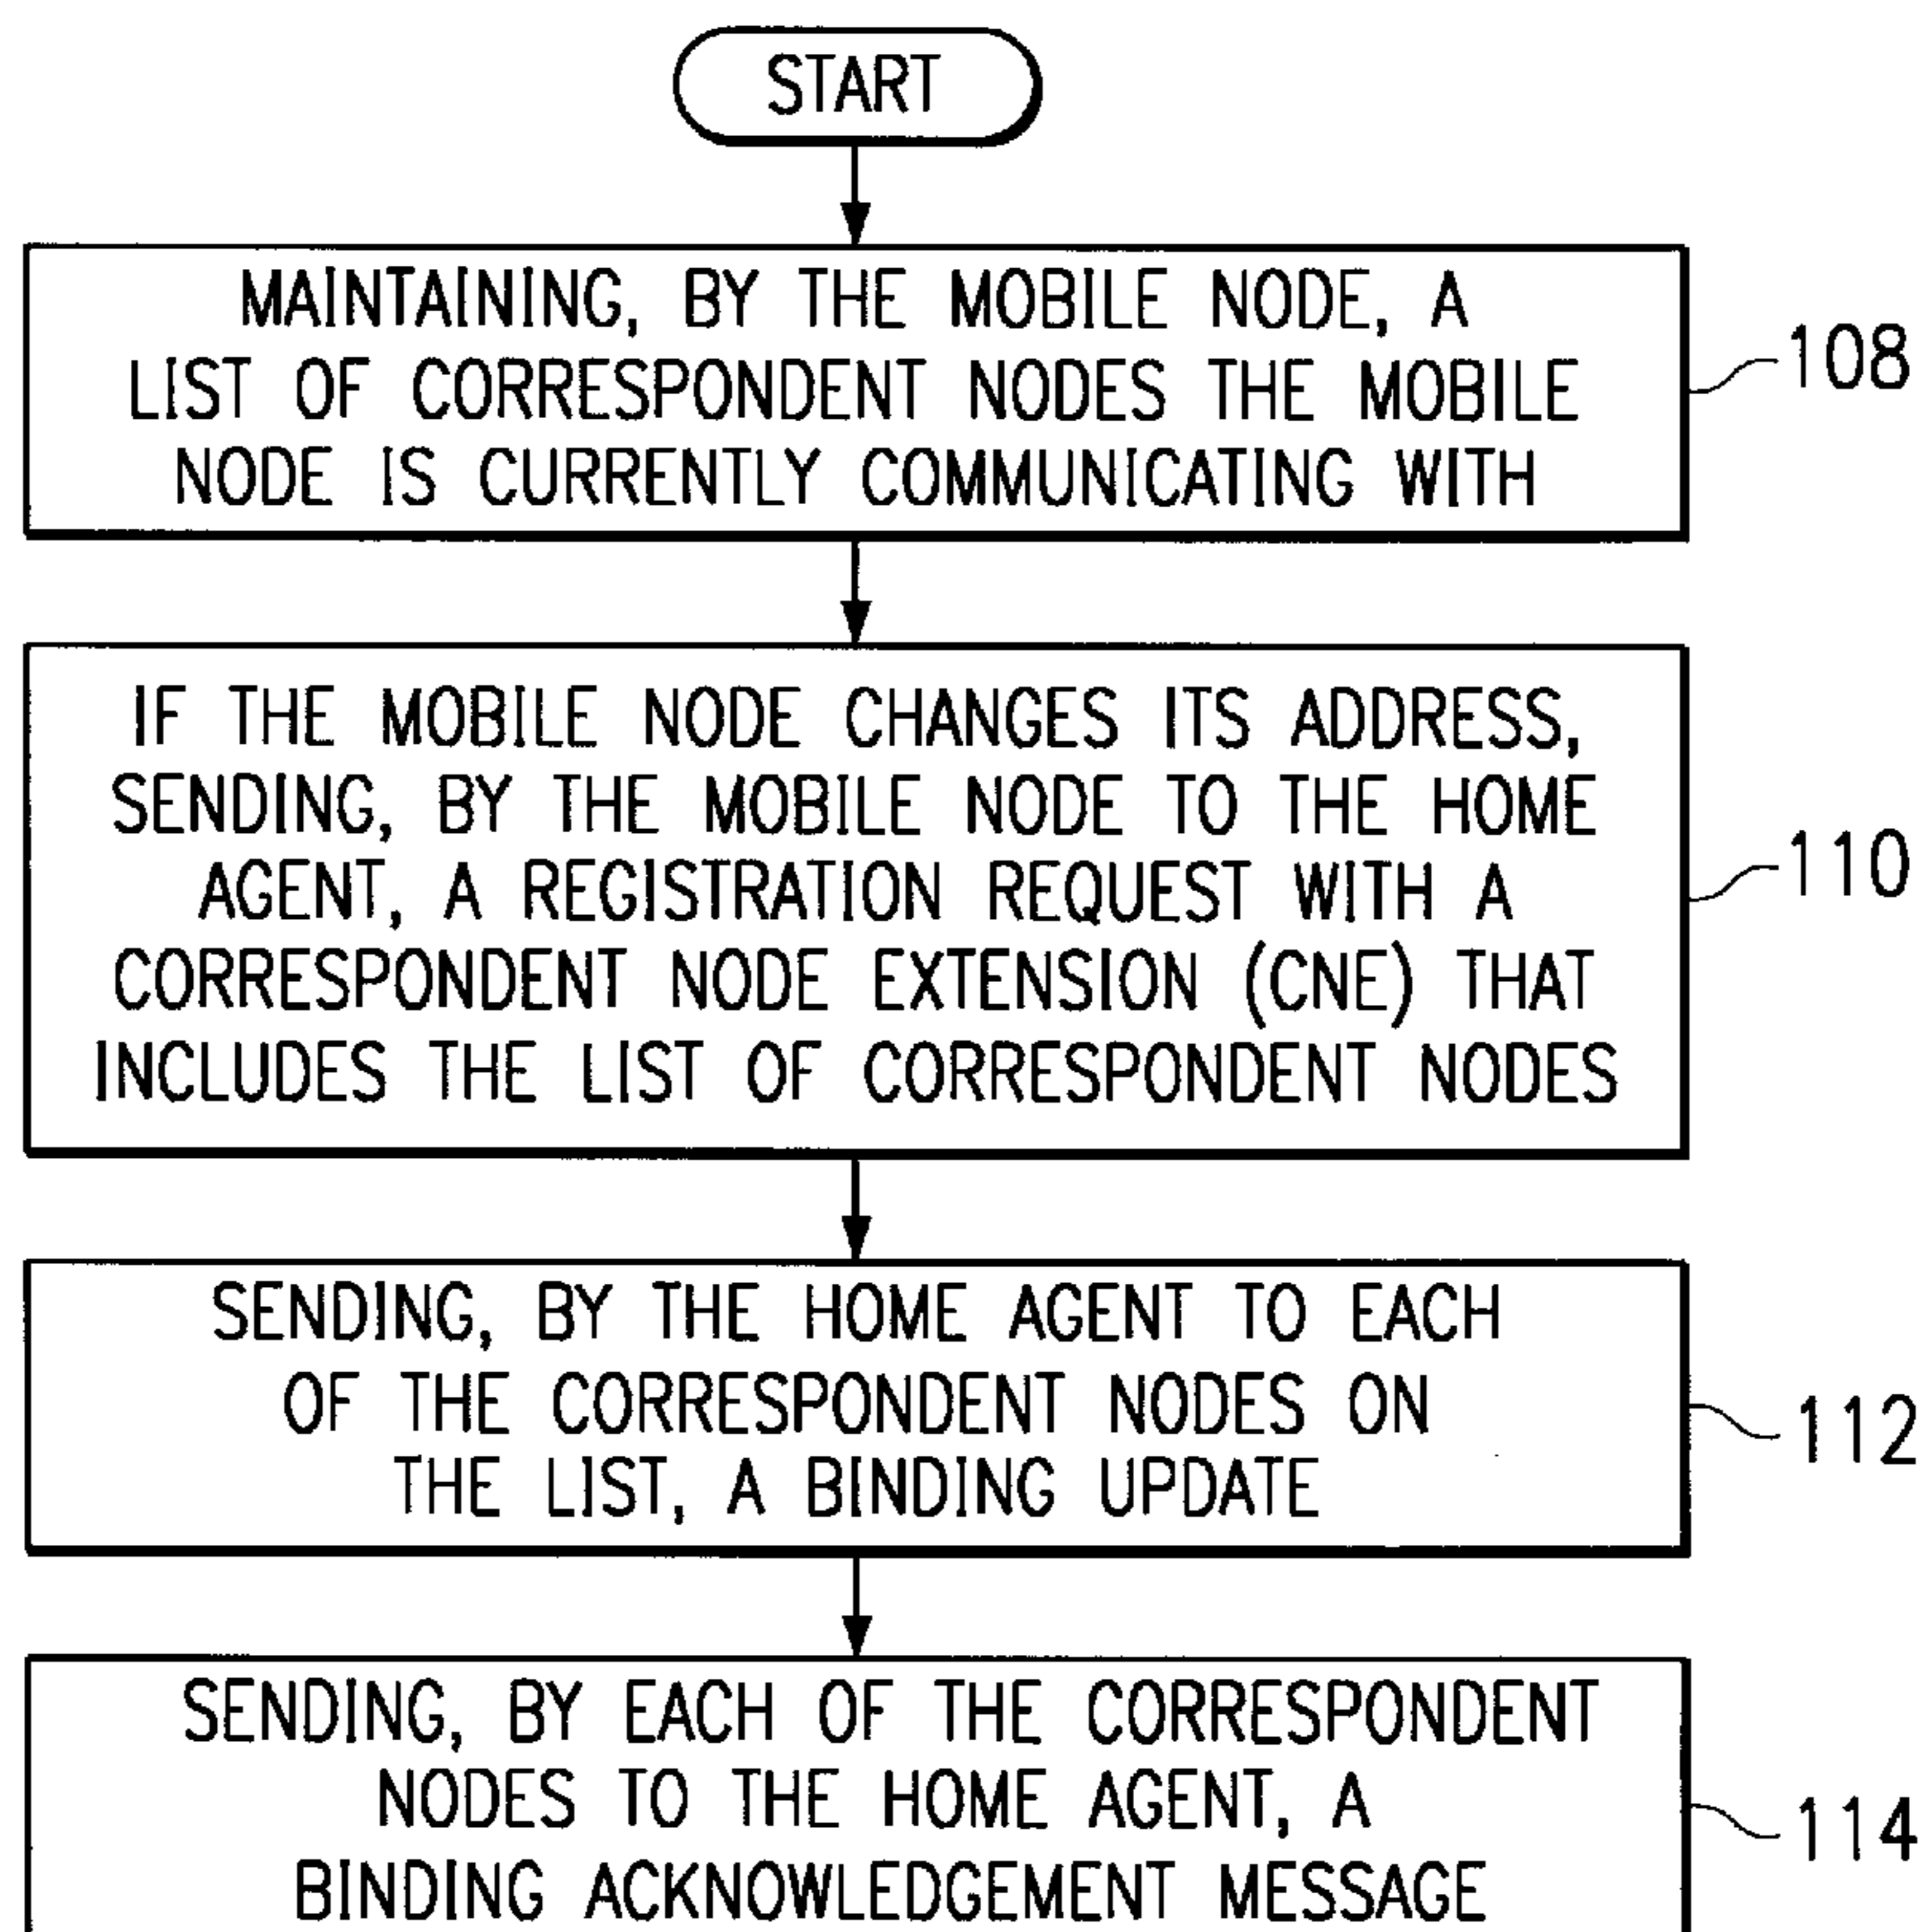 START
MAINTAINING, BY THE MOBILE NODE, A
LIST OF CORRESPONDENT NODES THE MOBILE
NODE IS CURRENTLY COMMUNICATING WITH
108
IF THE MOBILE NODE CHANGES ITS ADDRESS,
SENDING, BY THE MOBILE NODE TO THE HOME
AGENT, A REGISTRATION REQUEST WITH A
CORRESPONDENT NODE EXTENSION (CNE) THAT
INCLUDES THE LIST OF CORRESPONDENT NODES
110
SENDING, BY THE HOME AGENT TO EACH
OF THE CORRESPONDENT NODES ON
THE LIST, A BINDING UPDATE
112
SENDING, BY EACH OF THE CORRESPONDENT
NODES TO THE HOME AGENT, A
BINDING ACKNOWLEDGEMENT MESSAGE
114